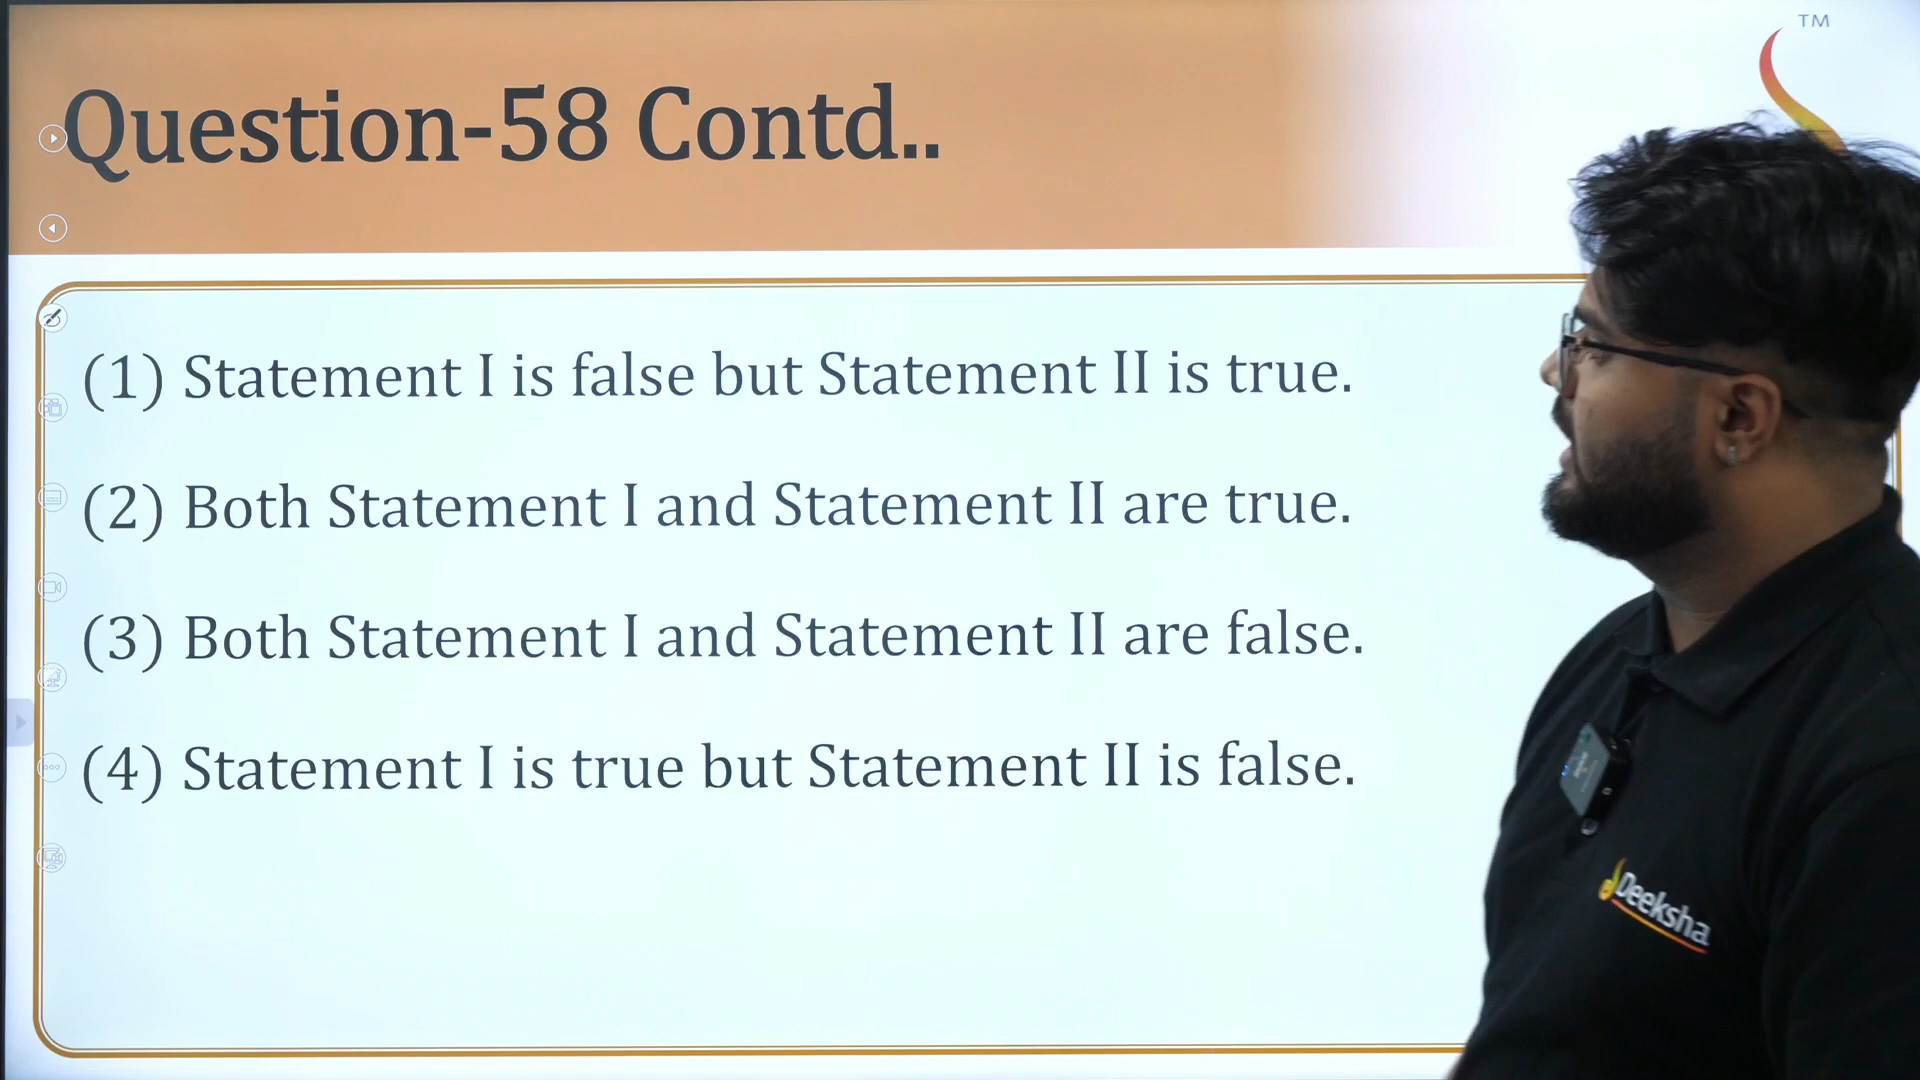 TM
Question-58 Contd..
(1) Statement I is false but Statement II is true.
(2) Both Statement I and Statement II are true.
(3) Both Statement I and Statement II are false.
(4) Statement I is true but Statement II is false.
Deeksha